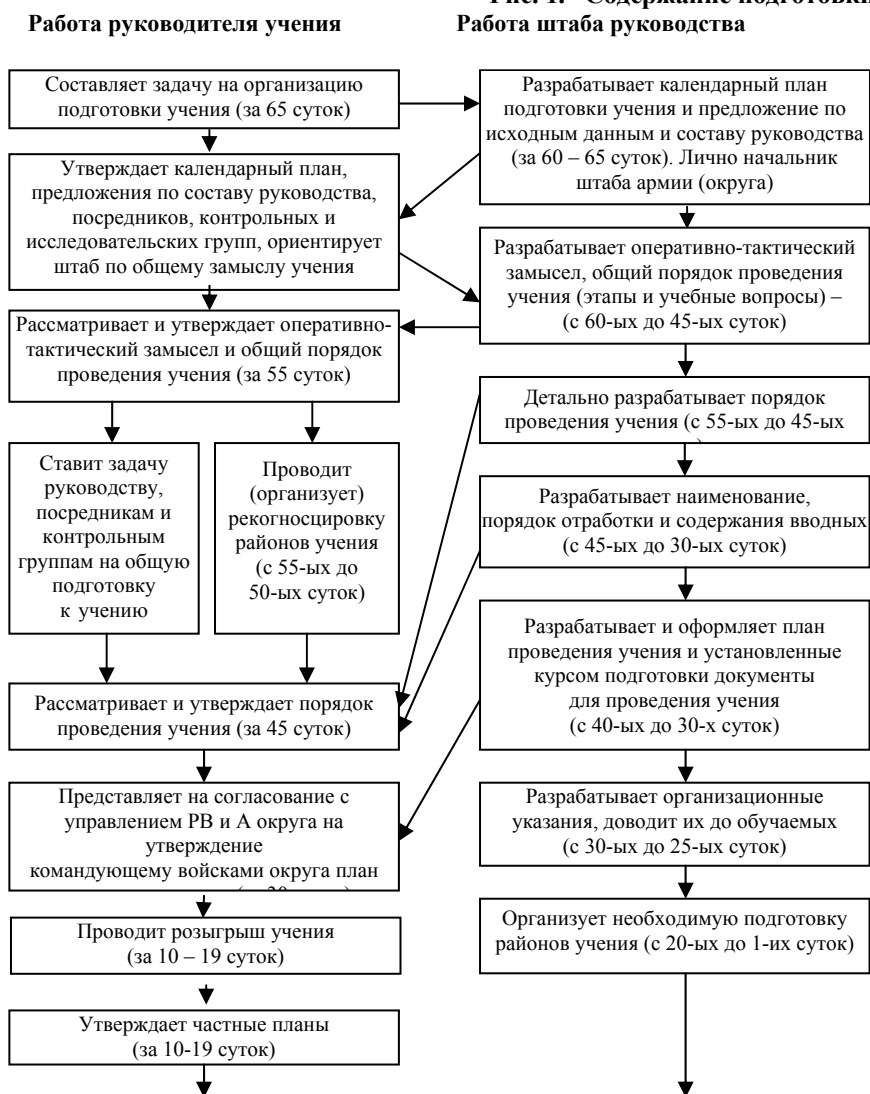 Рис. 1. Содержание подготовки
Работа руководителя учения
Работа штаба руководства
Составляет задачу на организацию
подготовки учения (за 65 суток)
Утверждает календарный план,
предложения по составу руководства,
посредников, контрольных и
исследовательских групп, ориентирует
штаб по общему замыслу учения
Рассматривает и утверждает оперативно-
тактический замысел и общий порядок
проведения учения (за 55 суток)
Ставит задачу
руководству,
посредникам и
контрольным
группам на общую
подготовку
к учению
Проводит
(организует)
рекогносцировку
районов учения
(с 55-ых до
50-ых суток)
Рассматривает и утверждает порядок
проведения учения (за 45 суток)
Представляет на согласование с
управлением РВ и А округа на
утверждение
командующему войсками округа план
Проводит розыгрыш учения
(за 10 – 19 суток)
Утверждает частные планы
(за 10-19 суток)
Разрабатывает календарный план
подготовки учения и предложение по
исходным данным и составу руководства
(за 60 – 65 суток). Лично начальник
штаба армии (округа)
Разрабатывает оперативно-тактический
замысел, общий порядок проведения
учения (этапы и учебные вопросы) –
(с 60-ых до 45-ых суток)
Детально разрабатывает порядок
проведения учения (с 55-ых до 45-ых
Разрабатывает наименование,
порядок отработки и содержания вводных
(с 45-ых до 30-ых суток)
Разрабатывает и оформляет план
проведения учения и установленные
курсом подготовки документы
для проведения учения
(с 40-ых до 30-х суток)
Разрабатывает организационные
указания, доводит их до обучаемых
(с 30-ых до 25-ых суток)
Организует необходимую подготовку
районов учения (с 20-ых до 1-их суток)